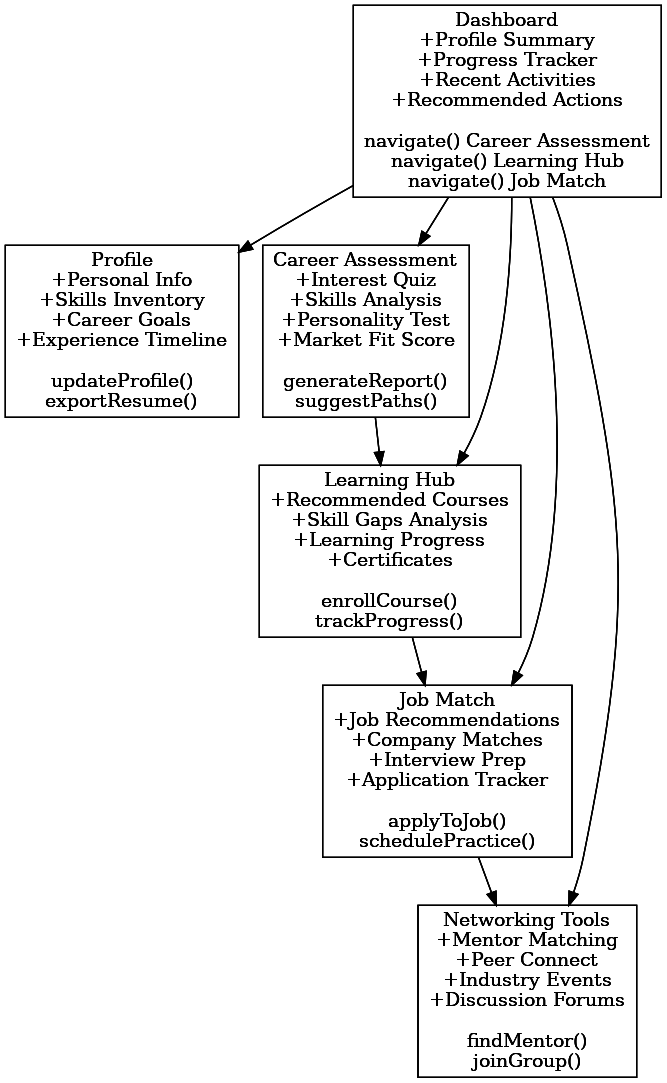 Dashboard
+Profile Summary
+Progress Tracker
+Recent Activities
+Recommended Actions
navigate() Career Assessment
navigate() Learning Hub
navigate() Job Match
Profile
+Personal Info
+Skills Inventory
+Career Goals
+Experience Timeline
updateProfile()
exportResume()
Career Assessment
+Interest Quiz
+Skills Analysis
+Personality Test
+Market Fit Score
generateReport()
suggestPaths()
Learning Hub
+Recommended Courses
+Skill Gaps Analysis
+Learning Progress
+Certificates
enrollCourse()
trackProgress()
Job Match
+Job Recommendations
+Company Matches
+Interview Prep
+Application Tracker
applyToJob()
schedulePractice()
Networking Tools
+Mentor Matching
+Peer Connect
+Industry Events
+Discussion Forums
findMentor()
joinGroup()